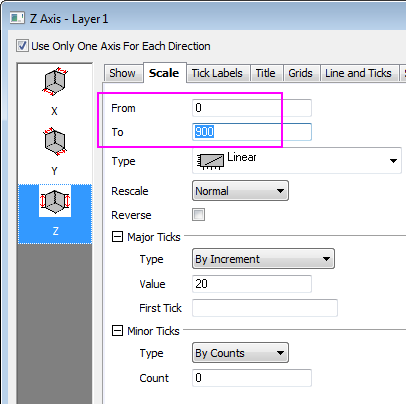 Z Axis - Layer1
Use Only One Axis For Each Direction
X
Y
Z
Show Scale Tick Labels Title Grids Line and Ticks
From 0
To 900
Type Linear
Rescale Normal
Reverse
Major Ticks
Type By Increment
Value 20
First Tick
Minor Ticks
Type By Counts
Count 0